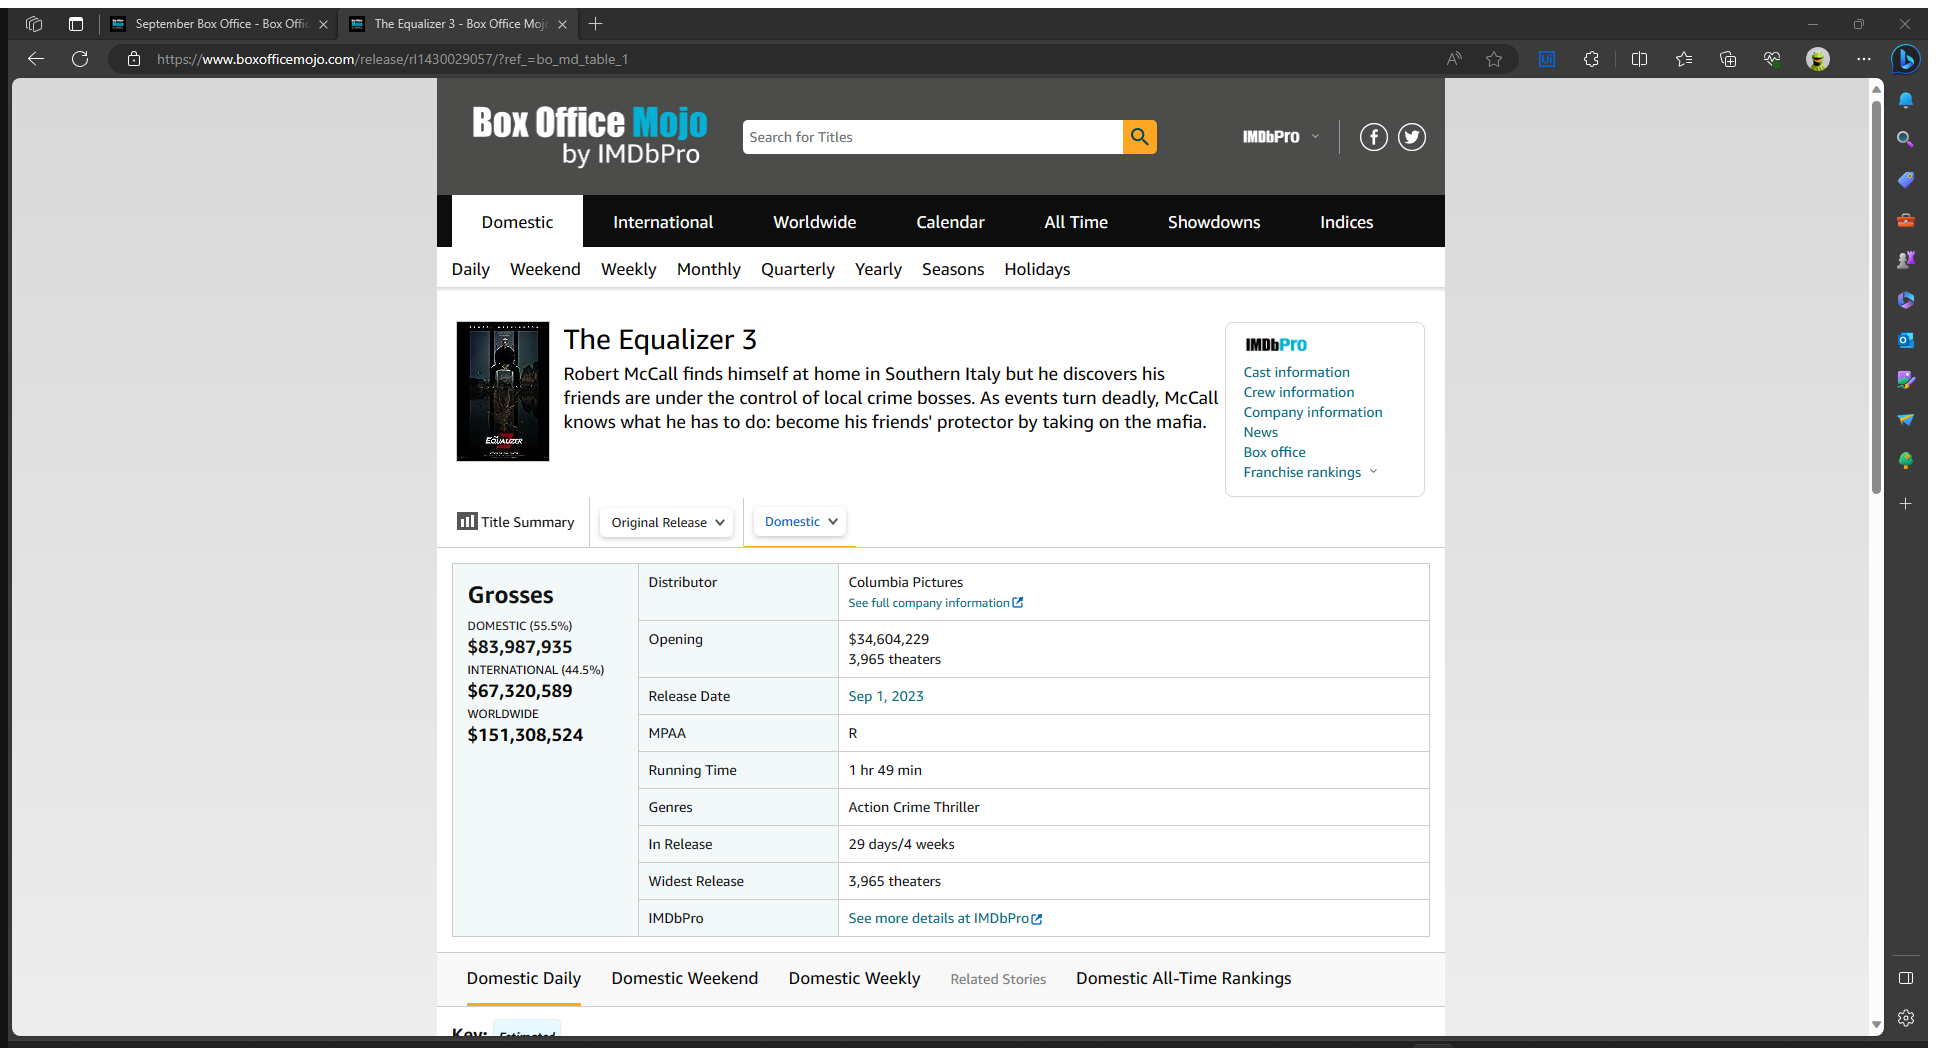 September Box Office - Box Offic
The Equalizer 3 - Box Office Moj
https://www.boxofficemojo.com/release/rl1430029057/?ref_=bo_md_table_1
Box Office Mojo
by IMDbPro
Search for Titles
IMDbPro
Domestic
International
Worldwide
Calendar
All Time
Showdowns
Indices
Daily
Weekend
Weekly
Monthly
Quarterly
Yearly
Seasons
Holidays
THE EQUALIZER
The Equalizer 3
Robert McCall finds himself at home in Southern Italy but he discovers his
friends are under the control of local crime bosses. As events turn deadly, McCall
knows what he has to do: become his friends' protector by taking on the mafia.
IMDbPro
Cast information
Crew information
Company information
News
Box office
Franchise rankings
Title Summary
Original Release
Domestic
Grosses
DOMESTIC (55.5%)
$83,987,935
INTERNATIONAL (44.5%)
$67,320,589
WORLDWIDE
$151,308,524
Distributor
Columbia Pictures
See full company information
Opening
$34,604,229
3,965 theaters
Release Date
Sep 1, 2023
MPAA
R
Running Time
1 hr 49 min
Genres
Action Crime Thriller
In Release
29 days/4 weeks
Widest Release
3,965 theaters
IMDbPro
See more details at IMDbPro
Domestic Daily
Domestic Weekend
Domestic Weekly
Related Stories
Domestic All-Time Rankings
Key:
Estimated